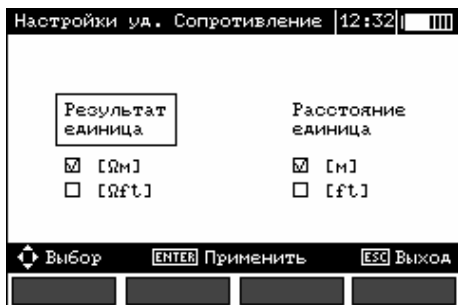 Настройки уд. Сопротивление 12:32
Результат
единица
Расстояние
единица
[Ωм]
[м]
[Ωft]
[ft]
Выбор ENTER Применить ESC Выход